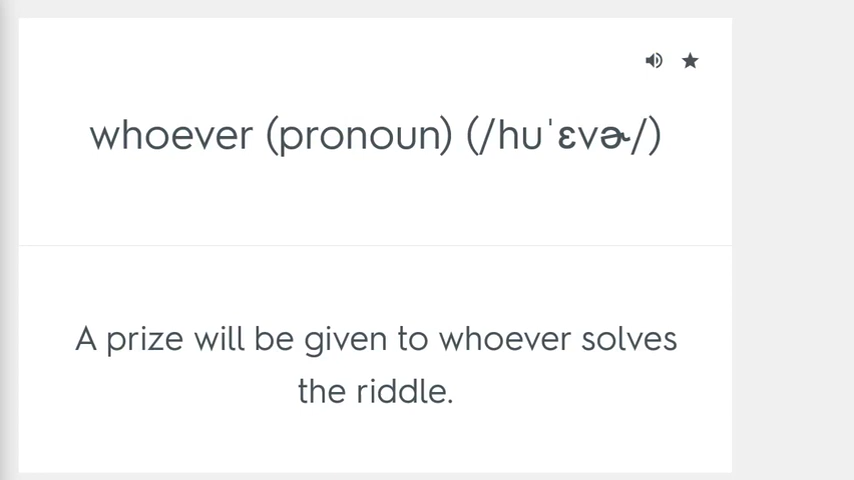 whoever (pronoun) (/huˈɛvɚ/)
A prize will be given to whoever solves
the riddle.